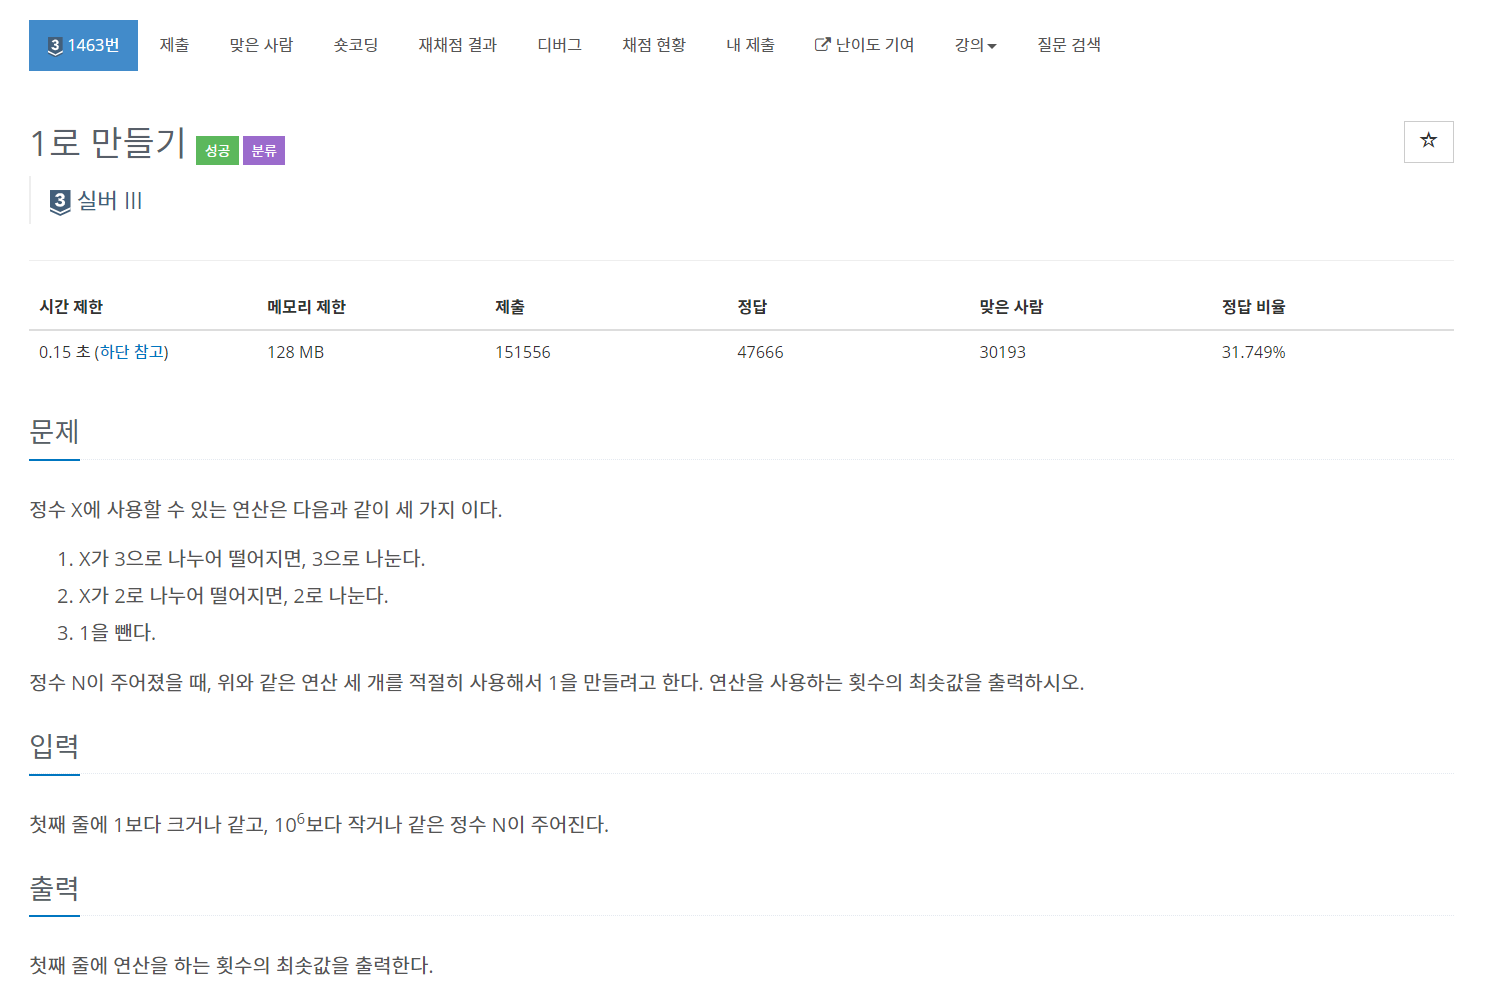 3 1463번 제출 맞은 사람 숏코딩 재채점 결과 디버그 채점 현황 내 제출 난이도 기여 강의 질문 검색
1로 만들기 성공 분류
3 실버 III
시간 제한 메모리 제한 제출 정답 맞은 사람 정답 비율
0.15 초 (하단 참고) 128 MB 151556 47666 30193 31.749%
문제
정수 X에 사용할 수 있는 연산은 다음과 같이 세 가지 이다.
1. X가 3으로 나누어 떨어지면, 3으로 나눈다.
2. X가 2로 나누어 떨어지면, 2로 나눈다.
3. 1을 뺀다.
정수 N이 주어졌을 때, 위와 같은 연산 세 개를 적절히 사용해서 1을 만들려고 한다. 연산을 사용하는 횟수의 최솟값을 출력하시오.
입력
첫째 줄에 1보다 크거나 같고, 10⁶보다 작거나 같은 정수 N이 주어진다.
출력
첫째 줄에 연산을 하는 횟수의 최솟값을 출력한다.